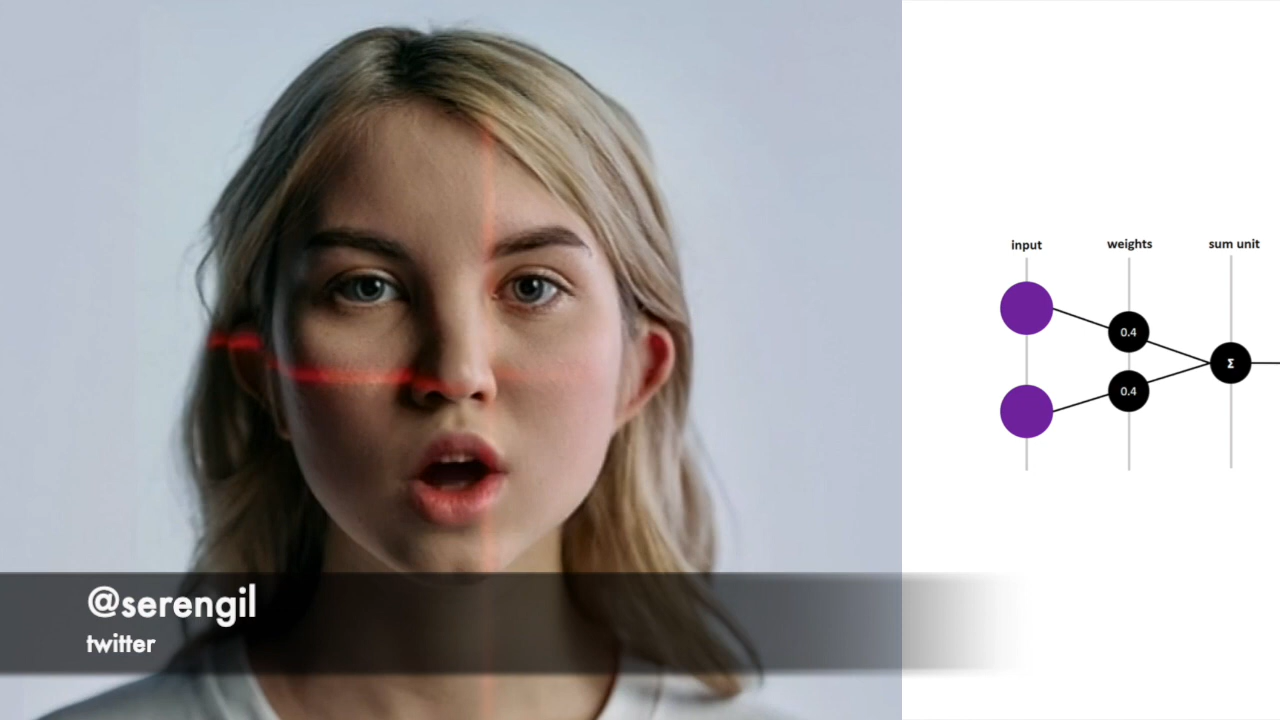 @serengil
twitter
input
weights
sum unit
0.4
0.4
Σ